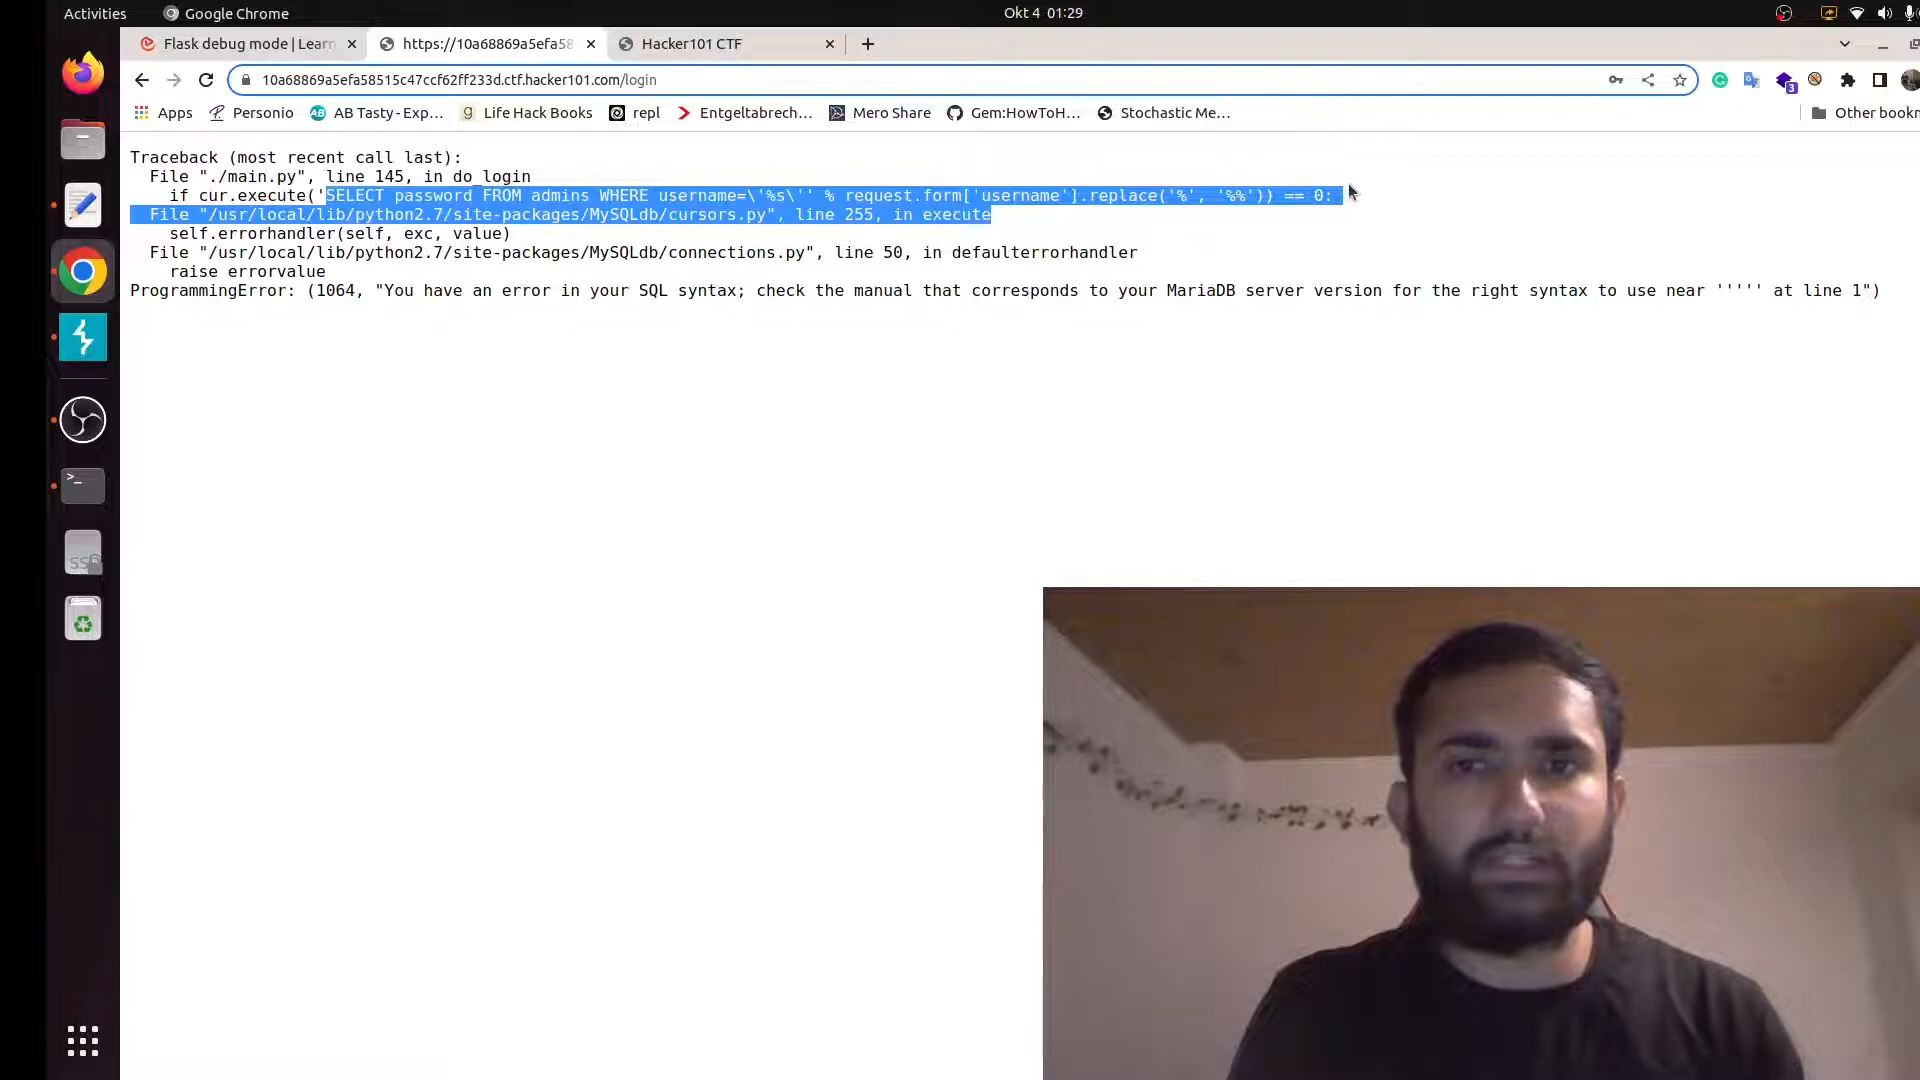 Activities
Google Chrome
Okt 4 01:29
Flask debug mode | Learn
https://10a68869a5efa58
Hacker101 CTF
10a68869a5efa58515c47ccf62ff233d.ctf.hacker101.com/login
3
Apps
Personio
AB Tasty - Exp...
Life Hack Books
repl
Entgeltabrech...
Mero Share
Gem:HowToH...
Stochastic Me...
Other bookm
Traceback (most recent call last):
File "./main.py", line 145, in do_login
if cur.execute('SELECT password FROM admins WHERE username=\'%s\'' % request.form['username'].replace('%', '%%')) == 0:
File "/usr/local/lib/python2.7/site-packages/MySQLdb/cursors.py", line 255, in execute
self.errorhandler(self, exc, value)
File "/usr/local/lib/python2.7/site-packages/MySQLdb/connections.py", line 50, in defaulterrorhandler
raise errorvalue
ProgrammingError: (1064, "You have an error in your SQL syntax; check the manual that corresponds to your MariaDB server version for the right syntax to use near ''''' at line 1")
>_
SSD